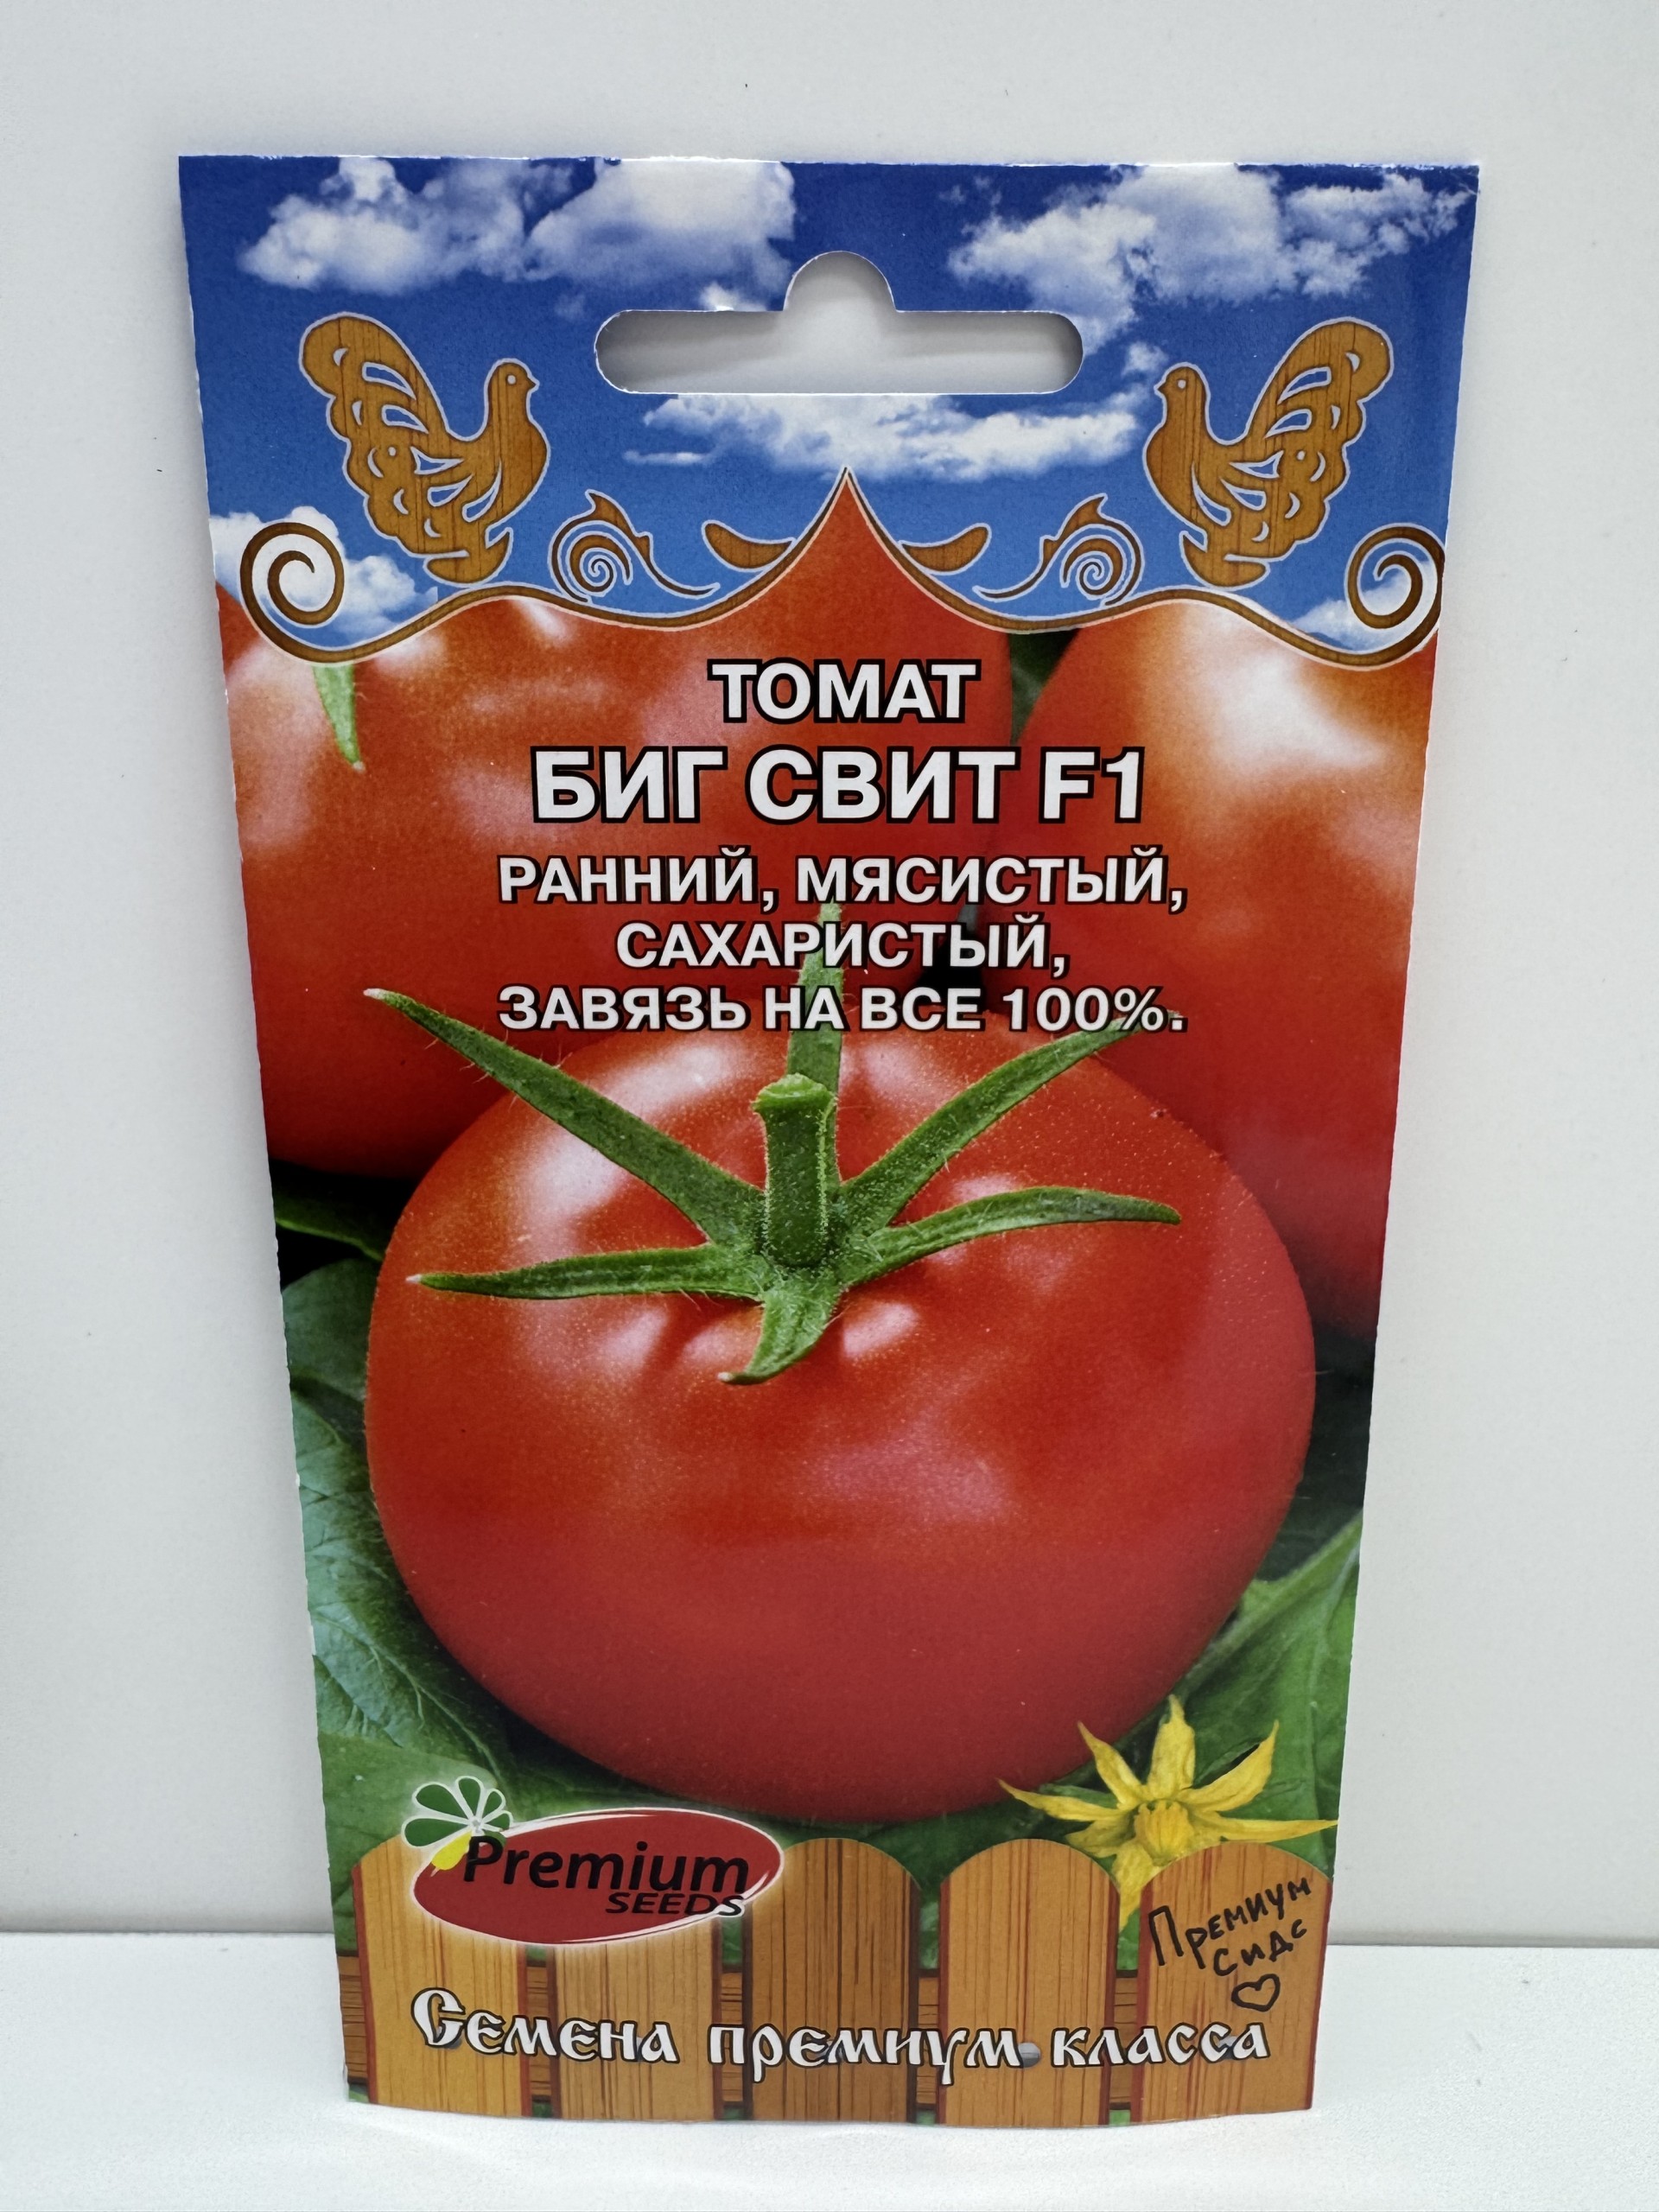 ТОМАТ
БИГ СВИТ F1
РАННИЙ, МЯСИСТЫЙ,
САХАРИСТЫЙ,
ЗАВЯЗЬ НА ВСЕ 100%.
Premium
SEEDS
Премиум
Сидс
Семена премиум класса